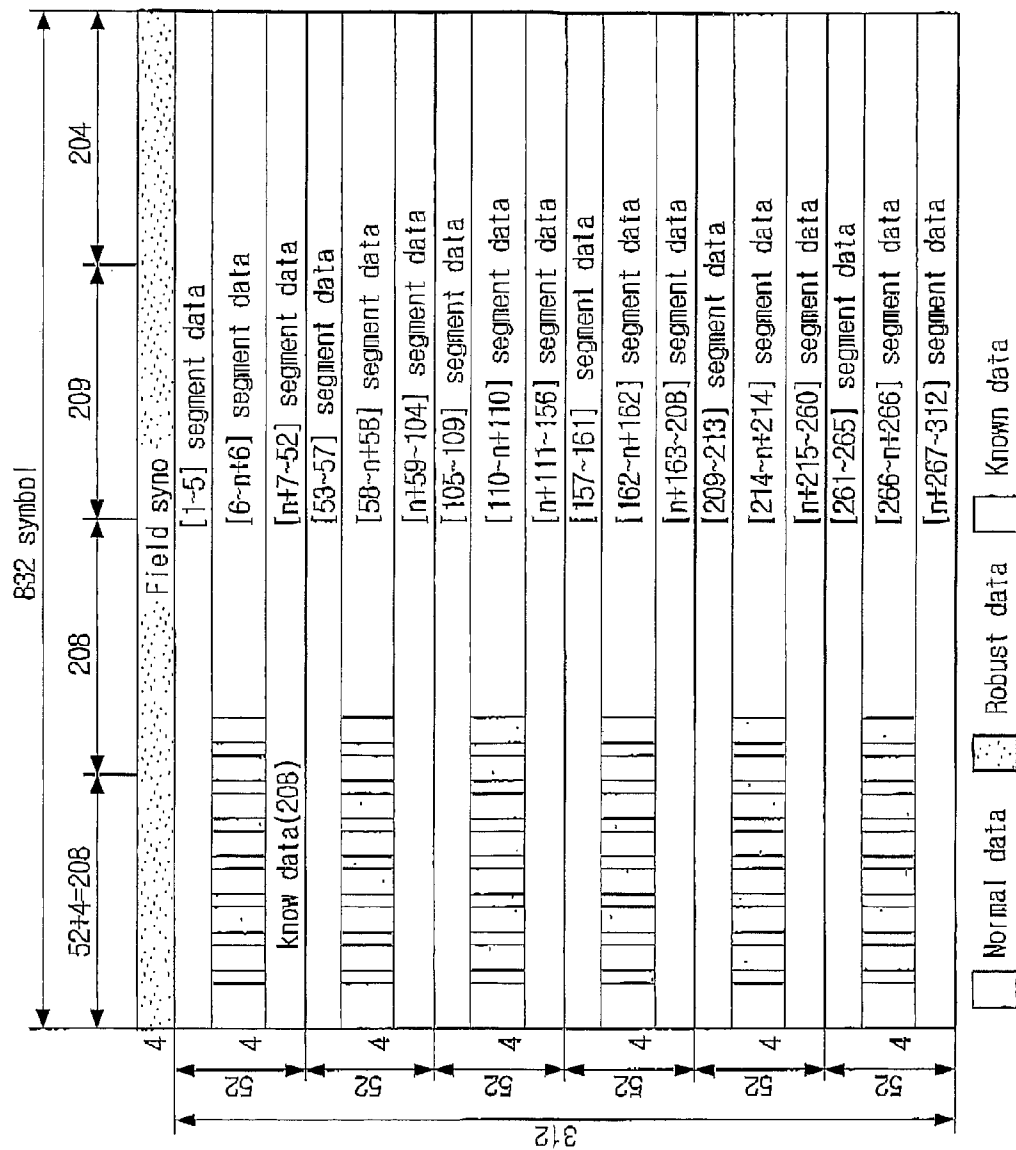 832 symbol
52+4=208
208
209
204
4
Field syno
[1~5] segment data
4
[6~n+6] segment data
52
know data(208)
[n+7~52] segment data
[53~57] segment data
4
[58~n+58] segment data
52
[n+59~104] segment data
[105~109] segment data
4
[110~n+110] segment data
52
[n+111~156] segment data
[157~161] segment data
4
[162~n+162] segment data
52
[n+163~208] segment data
[209~213] segment data
4
[214~n+214] segment data
52
[n+215~260] segment data
[261~265] segment data
4
[266~n+266] segment data
52
[n+267~312] segment data
312
Normal data
Robust data
Known data